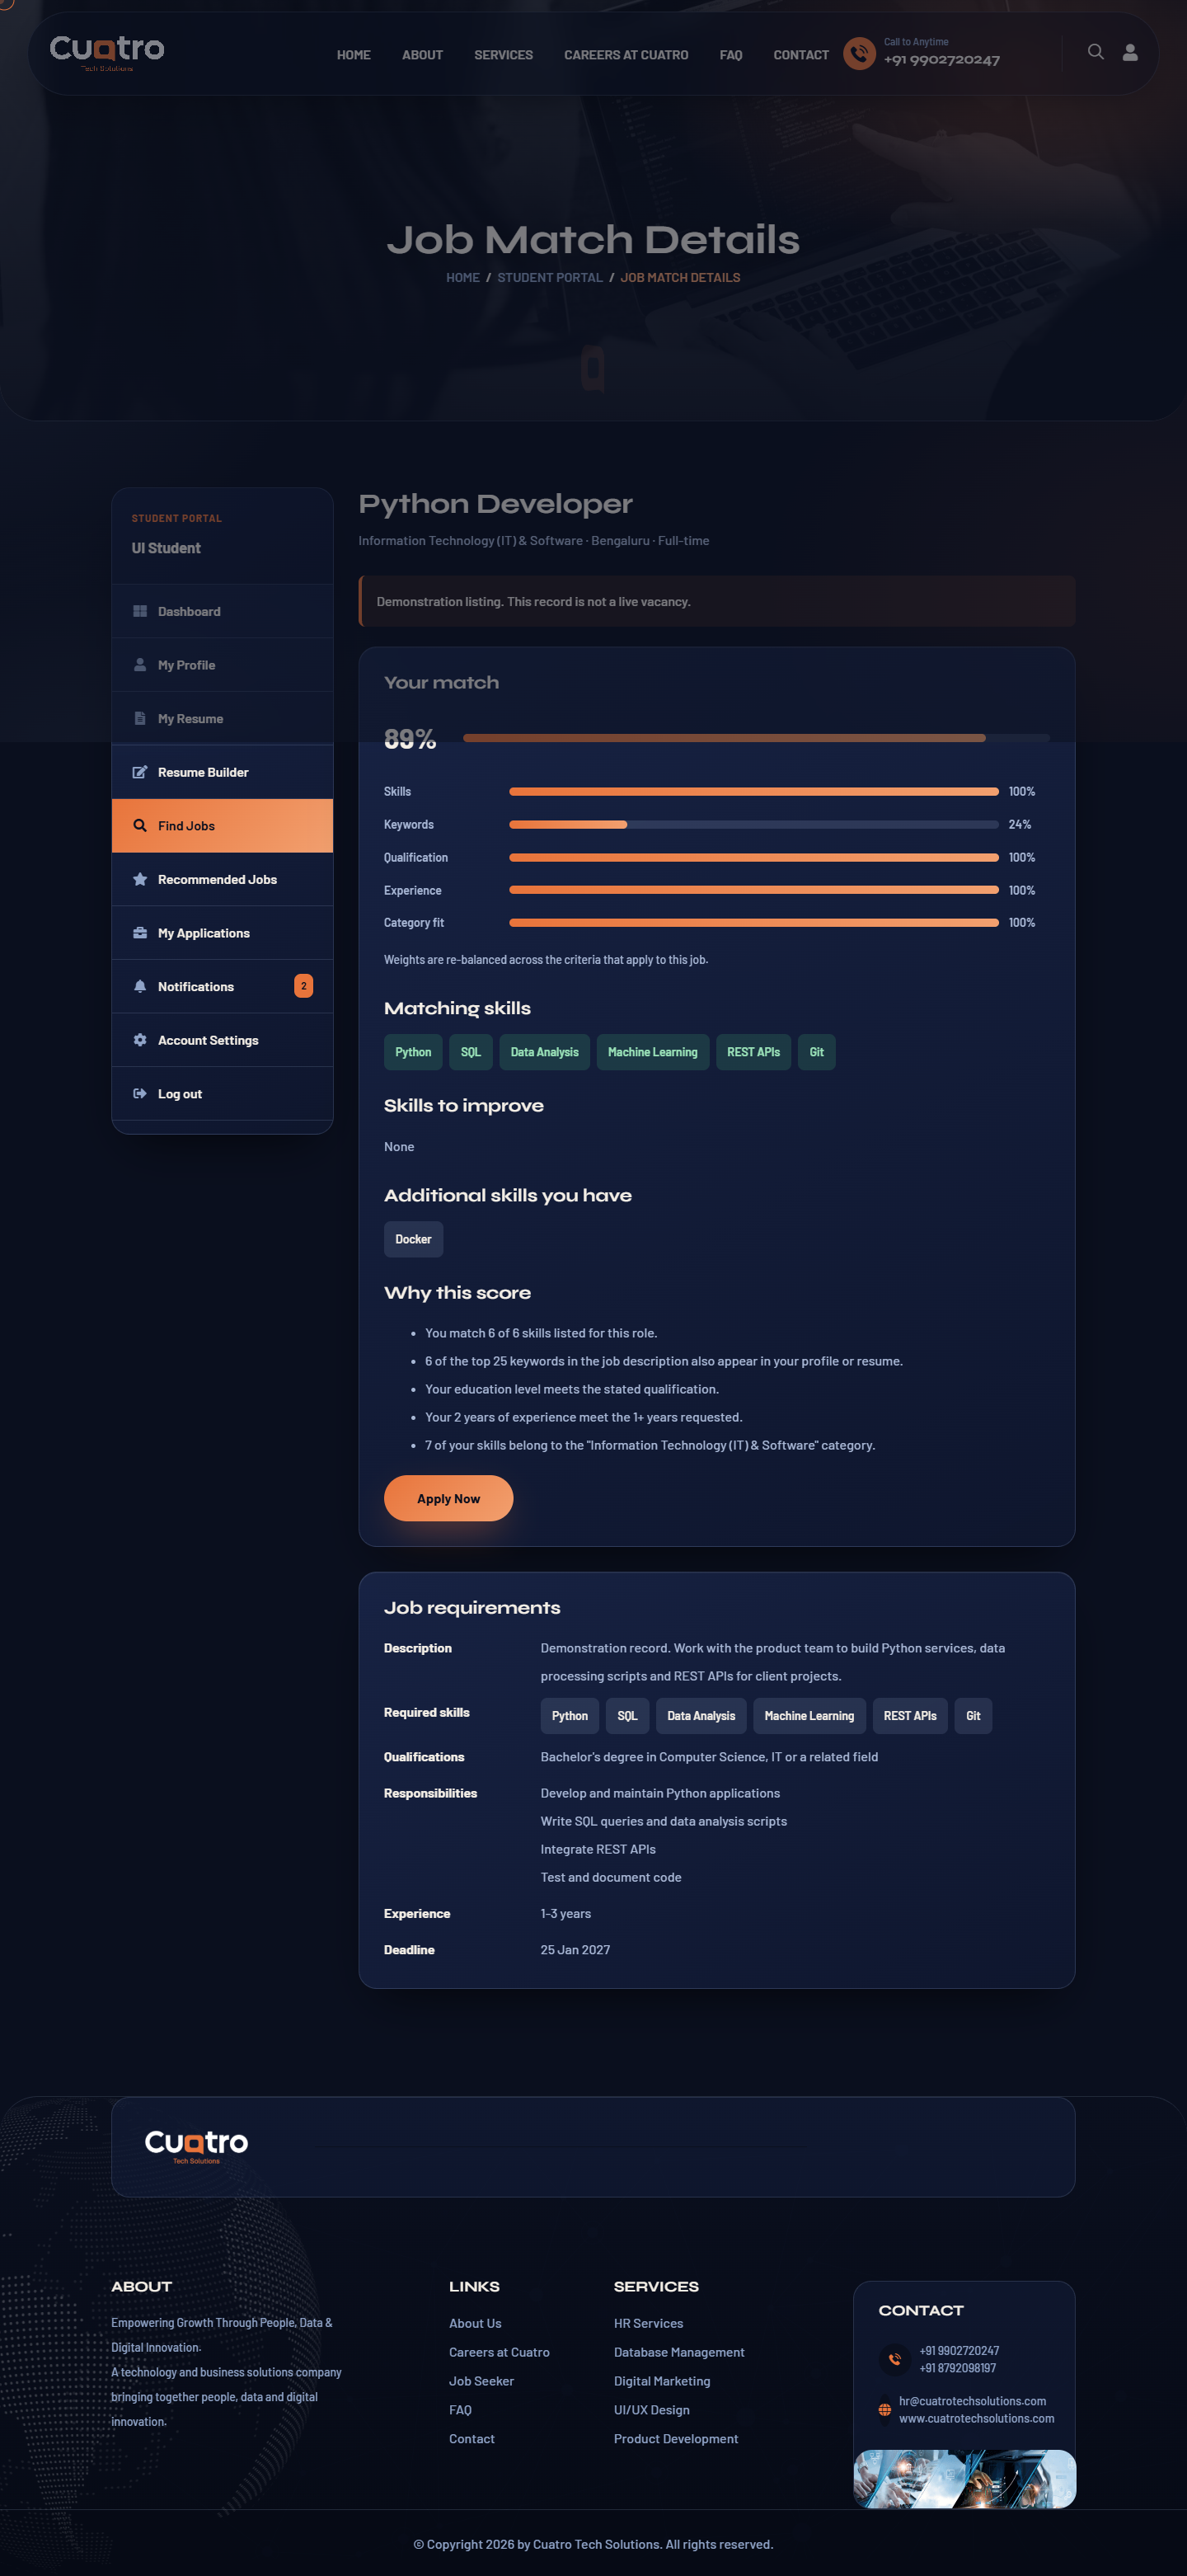 Cuatro
Tech Solutions
HOME ABOUT SERVICES CAREERS AT CUATRO FAQ CONTACT
Call to Anytime
+91 9902720247
Job Match Details
HOME / STUDENT PORTAL / JOB MATCH DETAILS
STUDENT PORTAL
UI Student
Dashboard
My Profile
My Resume
Resume Builder
Find Jobs
Recommended Jobs
My Applications
Notifications 2
Account Settings
Log out
Python Developer
Information Technology (IT) & Software · Bengaluru · Full-time
Demonstration listing. This record is not a live vacancy.
Your match
89%
Skills 100%
Keywords 24%
Qualification 100%
Experience 100%
Category fit 100%
Weights are re-balanced across the criteria that apply to this job.
Matching skills
Python SQL Data Analysis Machine Learning REST APIs Git
Skills to improve
None
Additional skills you have
Docker
Why this score
• You match 6 of 6 skills listed for this role.
• 6 of the top 25 keywords in the job description also appear in your profile or resume.
• Your education level meets the stated qualification.
• Your 2 years of experience meet the 1+ years requested.
• 7 of your skills belong to the "Information Technology (IT) & Software" category.
Apply Now
Job requirements
Description Demonstration record. Work with the product team to build Python services, data
processing scripts and REST APIs for client projects.
Required skills Python SQL Data Analysis Machine Learning REST APIs Git
Qualifications Bachelor's degree in Computer Science, IT or a related field
Responsibilities Develop and maintain Python applications
Write SQL queries and data analysis scripts
Integrate REST APIs
Test and document code
Experience 1-3 years
Deadline 25 Jan 2027
Cuatro
Tech Solutions
ABOUT
Empowering Growth Through People, Data &
Digital Innovation.
A technology and business solutions company
bringing together people, data and digital
innovation.
LINKS
About Us
Careers at Cuatro
Job Seeker
FAQ
Contact
SERVICES
HR Services
Database Management
Digital Marketing
UI/UX Design
Product Development
CONTACT
+91 9902720247
+91 8792098197
hr@cuatrotechsolutions.com
www.cuatrotechsolutions.com
© Copyright 2026 by Cuatro Tech Solutions. All rights reserved.